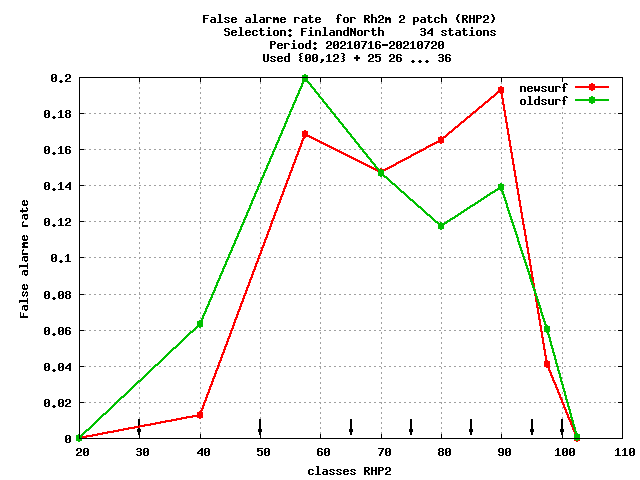 False alarme rate  for Rh2m 2 patch (RHP2)
Selection: FinlandNorth     34 stations
Period: 20210716-20210720
Used {00,12} + 25 26 ... 36
newsurf
oldsurf
0.2
0.18
0.16
0.14
0.12
0.1
0.08
0.06
0.04
0.02
0
False alarme rate
20 30 40 50 60 70 80 90 100 110
classes RHP2